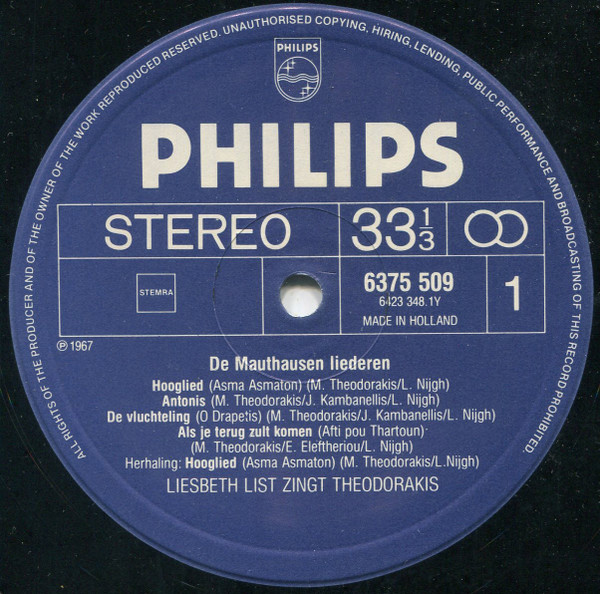 ALL RIGHTS OF THE PRODUCER AND OF THE OWNER OF THE WORK REPRODUCED RESERVED. UNAUTHORISED COPYING, HIRING, LENDING, PUBLIC PERFORMANCE AND BROADCASTING OF THIS RECORD PROHIBITED.
PHILIPS
PHILIPS
STEREO 33 1/3
STEMRA
6375 509
6423 348.1Y
MADE IN HOLLAND
1
℗ 1967
De Mauthausen liederen
Hooglied (Asma Asmaton) (M. Theodorakis/L. Nijgh)
Antonis (M. Theodorakis/J. Kambanellis/L. Nijgh)
De vluchteling (O Drapetis) (M. Theodorakis/J. Kambanellis/L. Nijgh)
Als je terug zult komen (Afti pou Thartoun)
(M. Theodorakis/E. Eleftheriou/L. Nijgh)
Herhaling: Hooglied (Asma Asmaton) (M. Theodorakis/L.Nijgh)
LIESBETH LIST ZINGT THEODORAKIS